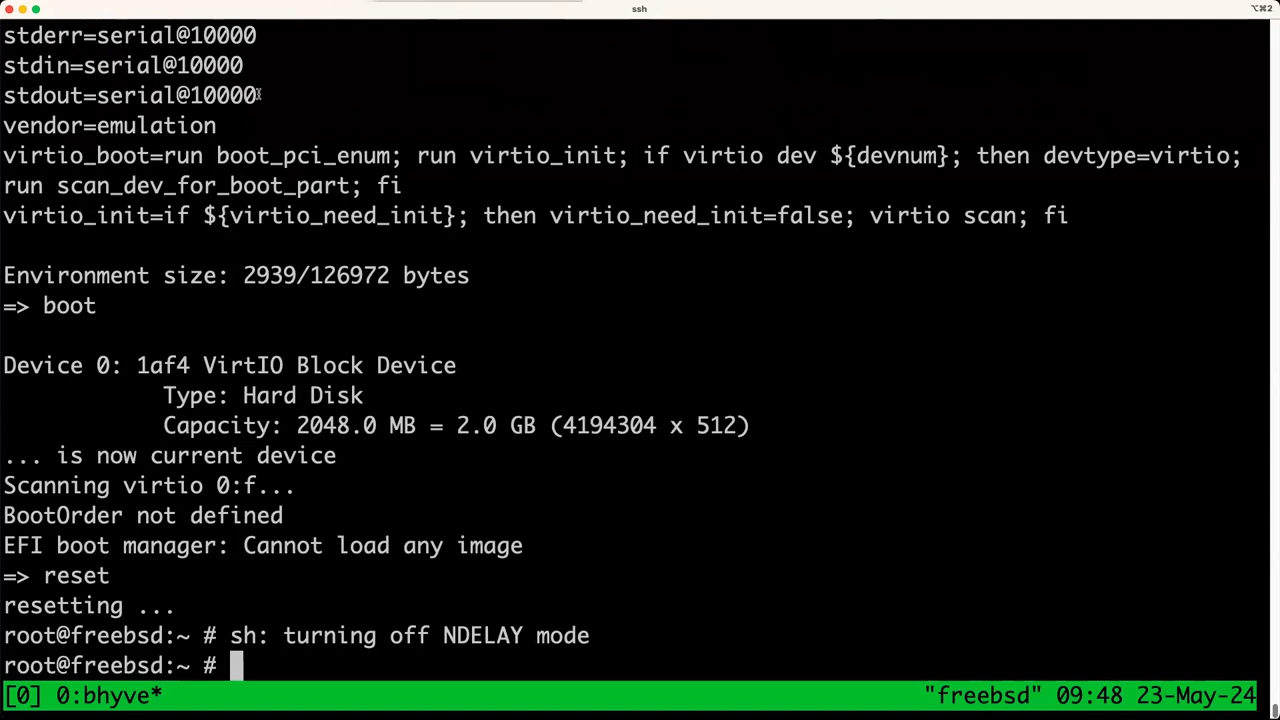 ssh
⌥⌘2
stderr=serial@10000
stdin=serial@10000
stdout=serial@10000
vendor=emulation
virtio_boot=run boot_pci_enum; run virtio_init; if virtio dev ${devnum}; then devtype=virtio;
run scan_dev_for_boot_part; fi
virtio_init=if ${virtio_need_init}; then virtio_need_init=false; virtio scan; fi
Environment size: 2939/126972 bytes
=> boot
Device 0: 1af4 VirtIO Block Device
Type: Hard Disk
Capacity: 2048.0 MB = 2.0 GB (4194304 x 512)
... is now current device
Scanning virtio 0:f...
BootOrder not defined
EFI boot manager: Cannot load any image
=> reset
resetting ...
root@freebsd:~ # sh: turning off NDELAY mode
root@freebsd:~ #
[0] 0:bhyve* "freebsd" 09:48 23-May-24